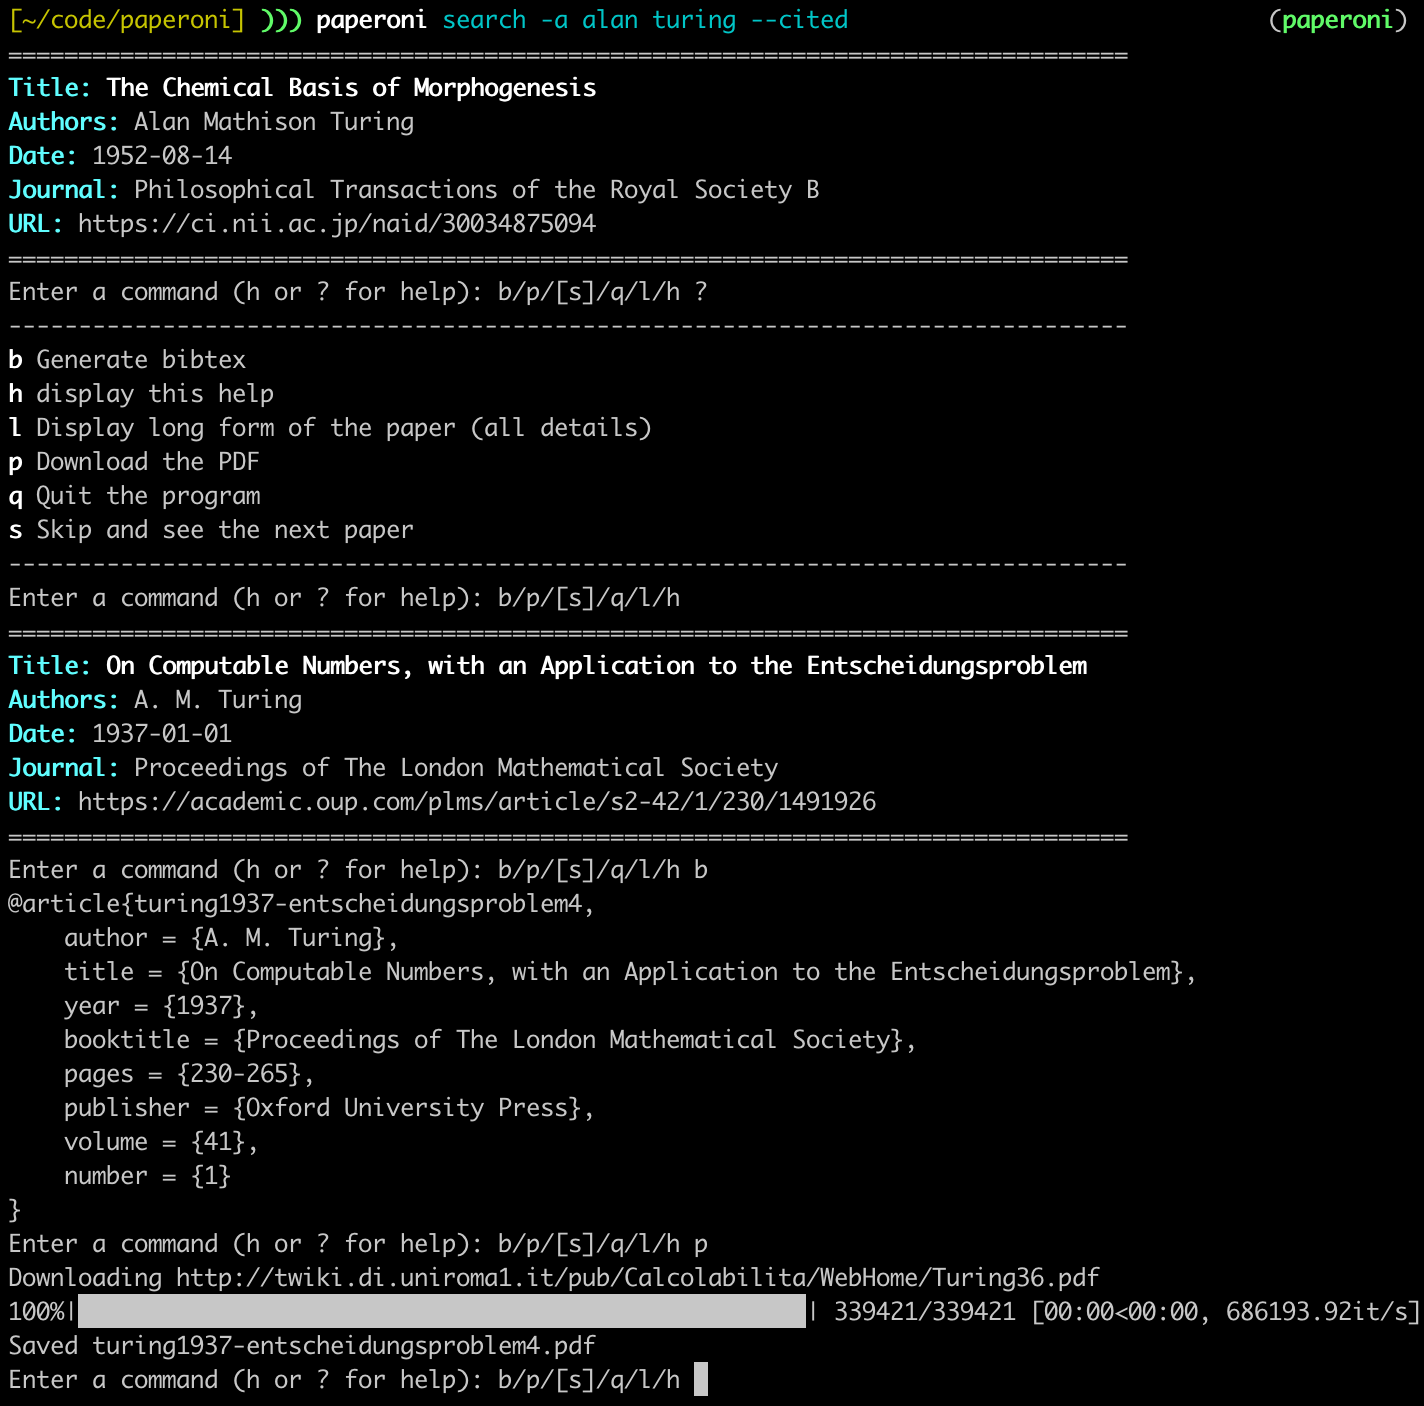 [~/code/paperoni] ))) paperoni search -a alan turing --cited (paperoni)
================================================================================
Title: The Chemical Basis of Morphogenesis
Authors: Alan Mathison Turing
Date: 1952-08-14
Journal: Philosophical Transactions of the Royal Society B
URL: https://ci.nii.ac.jp/naid/30034875094
================================================================================
Enter a command (h or ? for help): b/p/[s]/q/l/h ?
--------------------------------------------------------------------------------
b Generate bibtex
h display this help
l Display long form of the paper (all details)
p Download the PDF
q Quit the program
s Skip and see the next paper
--------------------------------------------------------------------------------
Enter a command (h or ? for help): b/p/[s]/q/l/h
================================================================================
Title: On Computable Numbers, with an Application to the Entscheidungsproblem
Authors: A. M. Turing
Date: 1937-01-01
Journal: Proceedings of The London Mathematical Society
URL: https://academic.oup.com/plms/article/s2-42/1/230/1491926
================================================================================
Enter a command (h or ? for help): b/p/[s]/q/l/h b
@article{turing1937-entscheidungsproblem4,
    author = {A. M. Turing},
    title = {On Computable Numbers, with an Application to the Entscheidungsproblem},
    year = {1937},
    booktitle = {Proceedings of The London Mathematical Society},
    pages = {230-265},
    publisher = {Oxford University Press},
    volume = {41},
    number = {1}
}
Enter a command (h or ? for help): b/p/[s]/q/l/h p
Downloading http://twiki.di.uniroma1.it/pub/Calcolabilita/WebHome/Turing36.pdf
100%|████████████████████████████████████████████████████| 339421/339421 [00:00<00:00, 686193.92it/s]
Saved turing1937-entscheidungsproblem4.pdf
Enter a command (h or ? for help): b/p/[s]/q/l/h